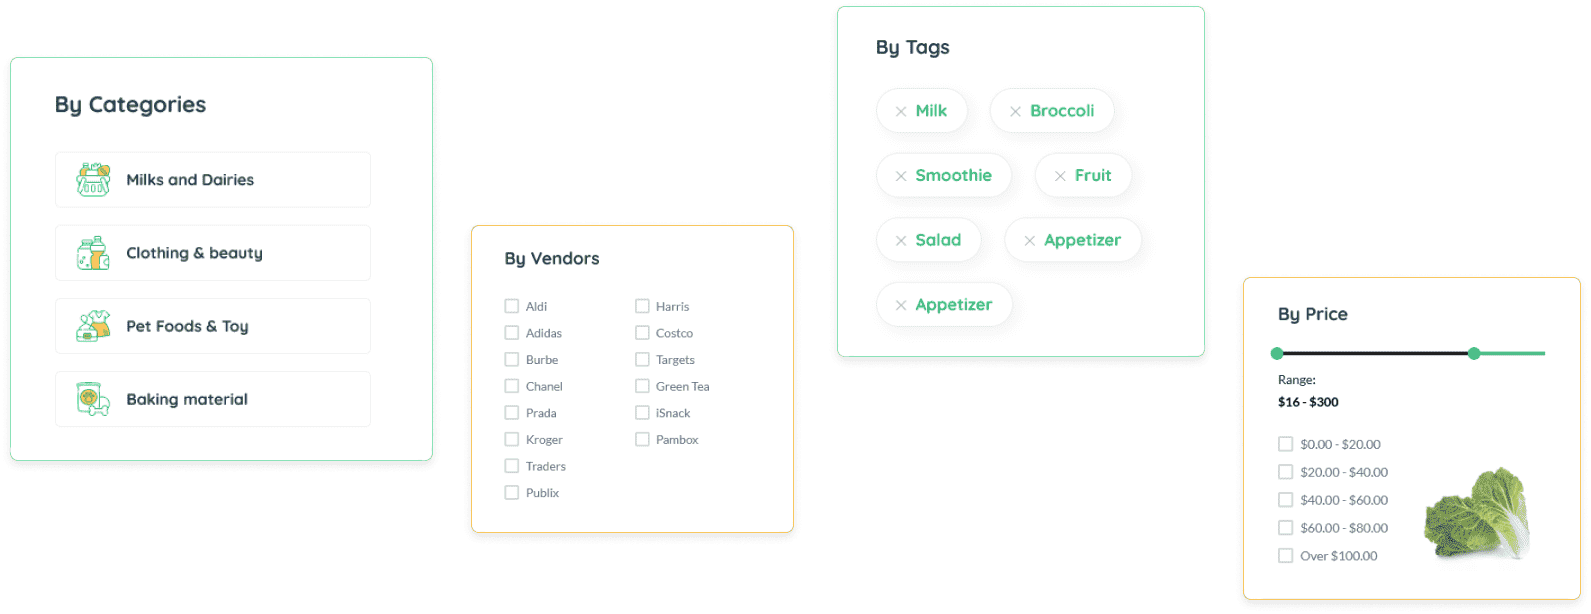 By Categories
Milks and Dairies
Clothing & beauty
Pet Foods & Toy
Baking material
By Vendors
Aldi
Adidas
Burbe
Chanel
Prada
Kroger
Traders
Publix
Harris
Costco
Targets
Green Tea
iSnack
Pambox
By Tags
Milk
Broccoli
Smoothie
Fruit
Salad
Appetizer
Appetizer
By Price
Range:
$16 - $300
$0.00 - $20.00
$20.00 - $40.00
$40.00 - $60.00
$60.00 - $80.00
Over $100.00